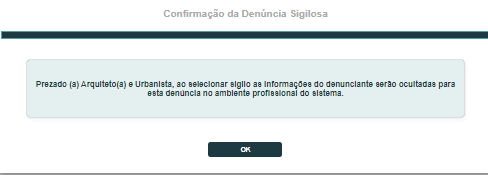 Confirmação da Denúncia Sigilosa
Prezado (a) Arquiteto(a) e Urbanista, ao selecionar sigilo as informações do denunciante serão ocultadas para
esta denúncia no ambiente profissional do sistema.
OK